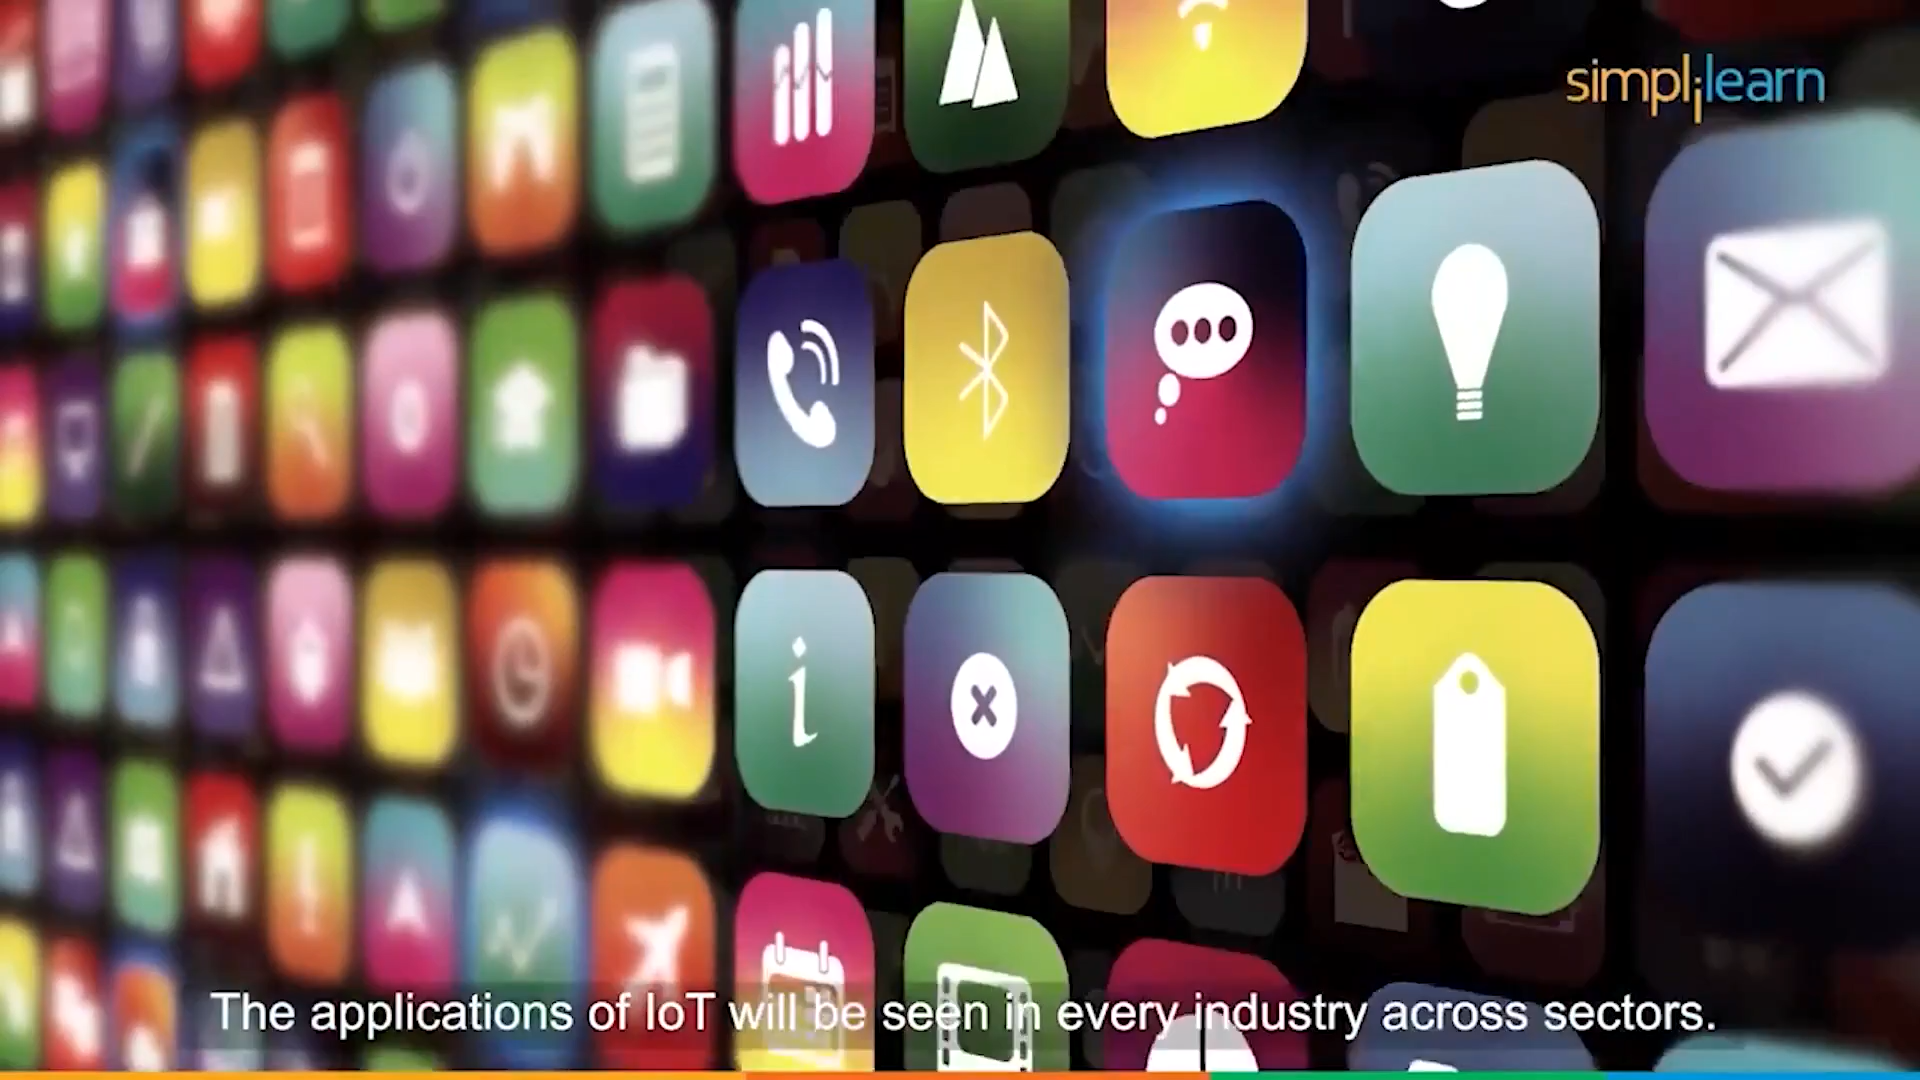 simplilearn
The applications of IoT will be seen in every industry across sectors.